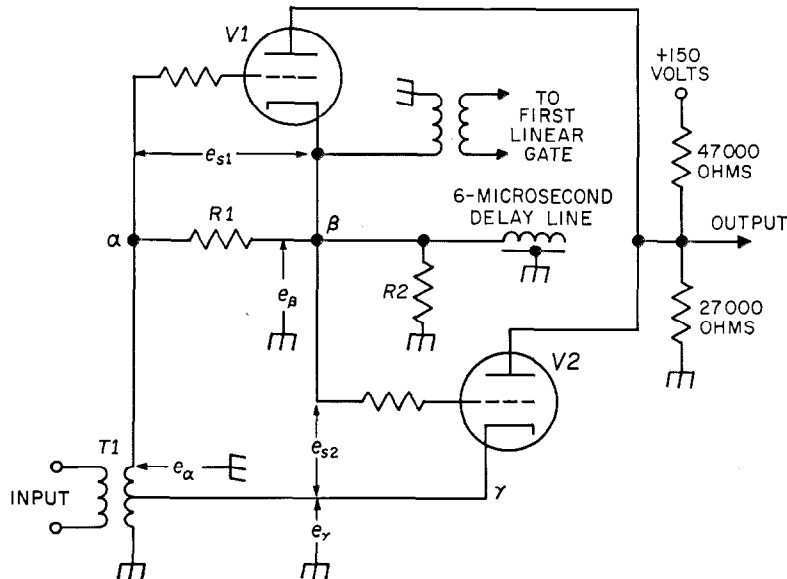 V1
+150
VOLTS
TO
FIRST
LINEAR
GATE
47000
OHMS
e_s1
6-MICROSECOND
DELAY LINE
OUTPUT
α
R1
β
e_β
R2
27000
OHMS
V2
e_s2
T1
e_α
INPUT
γ
e_γ